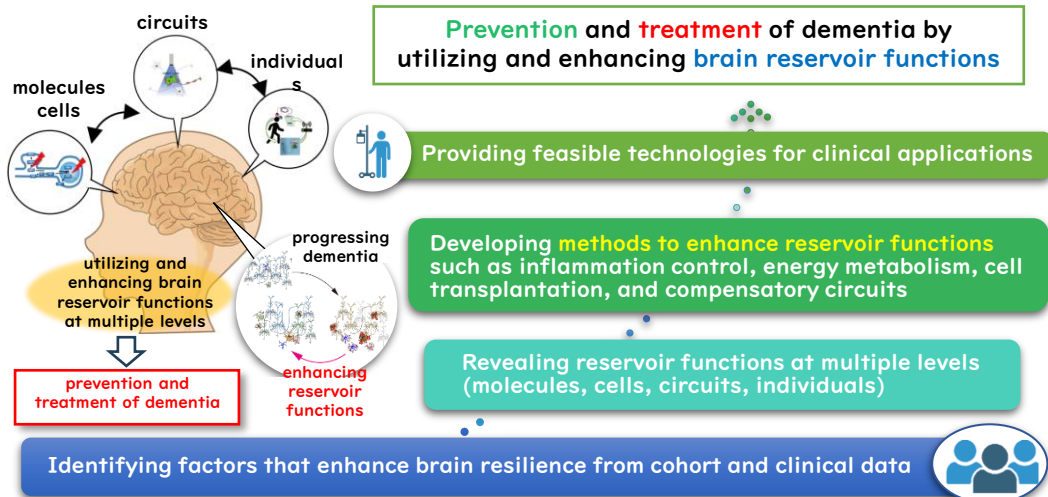 circuits
individual
s
molecules
cells
utilizing and
enhancing brain
reservoir functions
at multiple levels
prevention and
treatment of dementia
progressing
dementia
enhancing
reservoir
functions
Prevention and treatment of dementia by
utilizing and enhancing brain reservoir functions
Providing feasible technologies for clinical applications
Developing methods to enhance reservoir functions
such as inflammation control, energy metabolism, cell
transplantation, and compensatory circuits
Revealing reservoir functions at multiple levels
(molecules, cells, circuits, individuals)
Identifying factors that enhance brain resilience from cohort and clinical data